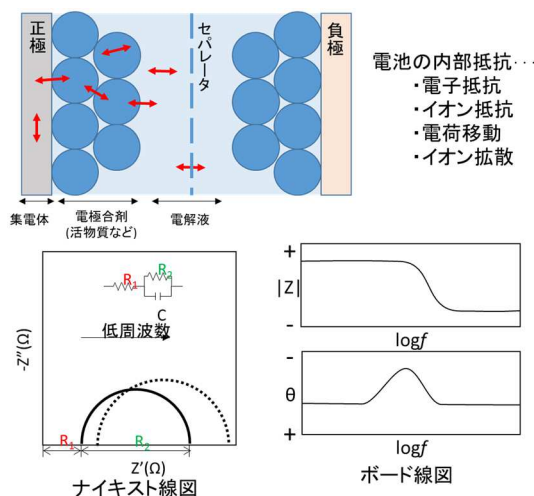 正極
セパレータ
負極
集電体
電極合剤
(活物質など)
電解液
電池の内部抵抗…
・電子抵抗
・イオン抵抗
・電荷移動
・イオン拡散
R₁
R₂
C
低周波数
-Z″(Ω)
R₁
R₂
Z′(Ω)
ナイキスト線図
+
|Z|
-
logf
-
θ
+
logf
ボード線図